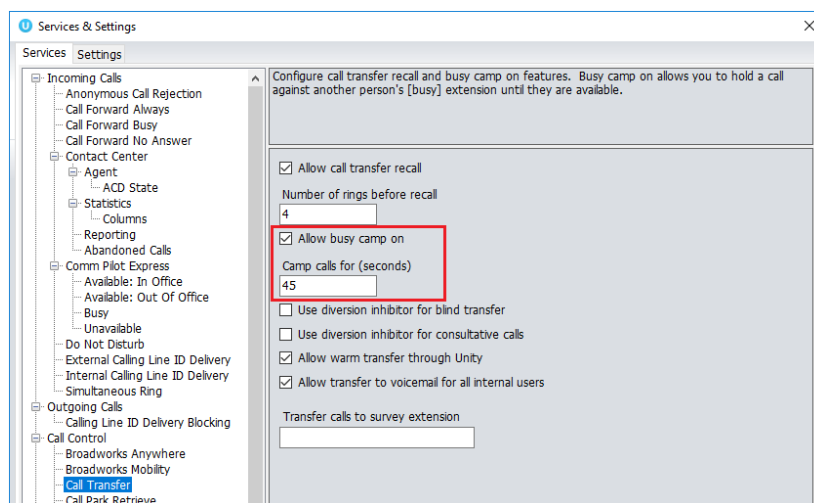 Services & Settings
Services Settings
Incoming Calls
Anonymous Call Rejection
Call Forward Always
Call Forward Busy
Call Forward No Answer
Contact Center
Agent
ACD State
Statistics
Columns
Reporting
Abandoned Calls
Comm Pilot Express
Available: In Office
Available: Out Of Office
Busy
Unavailable
Do Not Disturb
External Calling Line ID Delivery
Internal Calling Line ID Delivery
Simultaneous Ring
Outgoing Calls
Calling Line ID Delivery Blocking
Call Control
Broadworks Anywhere
Broadworks Mobility
Call Transfer
Call Park Retrieve
Configure call transfer recall and busy camp on features. Busy camp on allows you to hold a call
against another person's [busy] extension until they are available.
Allow call transfer recall
Number of rings before recall
4
Allow busy camp on
Camp calls for (seconds)
45
Use diversion inhibitor for blind transfer
Use diversion inhibitor for consultative calls
Allow warm transfer through Unity
Allow transfer to voicemail for all internal users
Transfer calls to survey extension